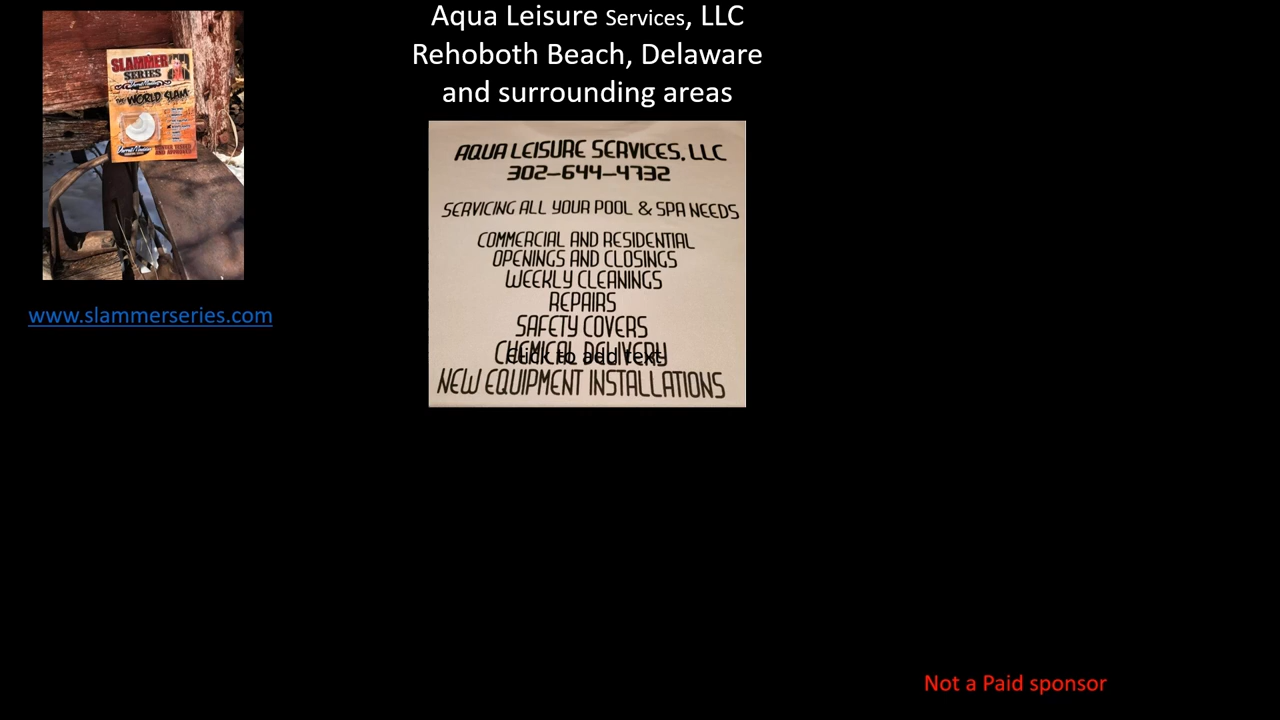 SLAMMER
SERIES
THE WORLD SLAM
www.slammerseries.com
Aqua Leisure Services, LLC
Rehoboth Beach, Delaware
and surrounding areas
AQUA LEISURE SERVICES, LLC
302-644-4732
SERVICING ALL YOUR POOL & SPA NEEDS
COMMERCIAL AND RESIDENTIAL
OPENINGS AND CLOSINGS
WEEKLY CLEANINGS
REPAIRS
SAFETY COVERS
CHEMICAL DELIVERY
Click to add text
NEW EQUIPMENT INSTALLATIONS
Not a Paid sponsor